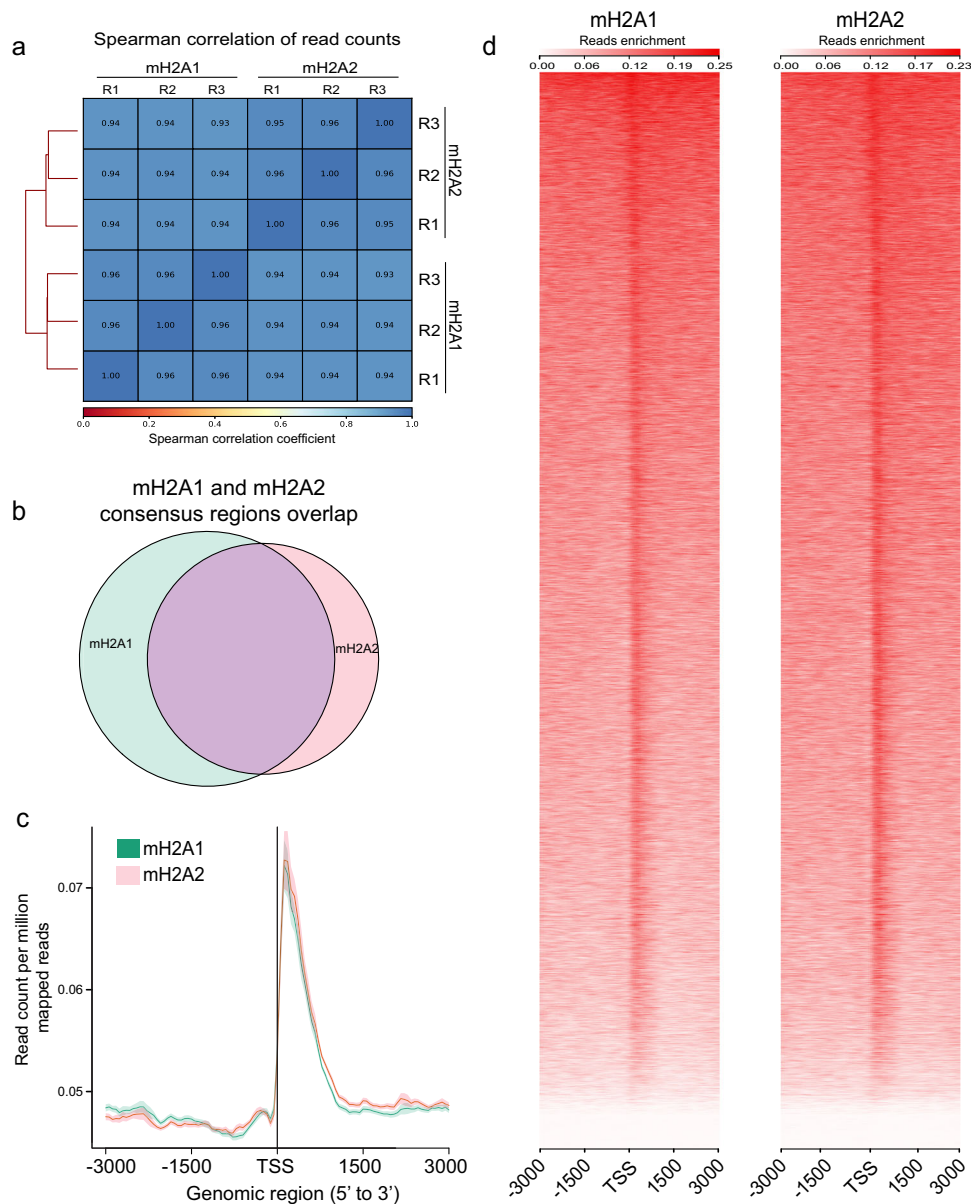 a
Spearman correlation of read counts
mH2A1 mH2A2
R1 R2 R3 R1 R2 R3
0.94 0.94 0.93 0.95 0.96 1.00 R3
0.94 0.94 0.94 0.96 1.00 0.96 R2
0.94 0.94 0.94 1.00 0.96 0.95 R1
mH2A2
0.96 0.96 1.00 0.94 0.94 0.93 R3
0.96 1.00 0.96 0.94 0.94 0.94 R2
1.00 0.96 0.96 0.94 0.94 0.94 R1
mH2A1
0.0 0.2 0.4 0.6 0.8 1.0
Spearman correlation coefficient
b
mH2A1 and mH2A2
consensus regions overlap
mH2A1
mH2A2
c
mH2A1
mH2A2
Read count per million
mapped reads
0.07
0.06
0.05
-3000 -1500 TSS 1500 3000
Genomic region (5' to 3')
d
mH2A1
Reads enrichment
0.00 0.06 0.12 0.19 0.25
-3000 -1500 TSS 1500 3000
mH2A2
Reads enrichment
0.00 0.06 0.12 0.17 0.23
-3000 -1500 TSS 1500 3000